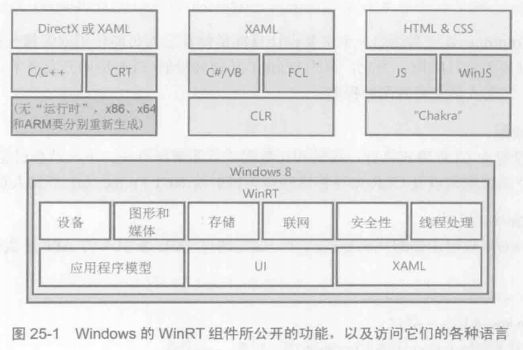 DirectX 或 XAML
XAML
HTML & CSS
C/C++
CRT
C#/VB
FCL
JS
WinJS
(无“运行时”,x86、x64
和ARM要分别重新生成)
CLR
"Chakra"
Windows 8
WinRT
设备
图形和
媒体
存储
联网
安全性
线程处理
应用程序模型
UI
XAML
图 25-1 Windows 的 WinRT 组件所公开的功能，以及访问它们的各种语言